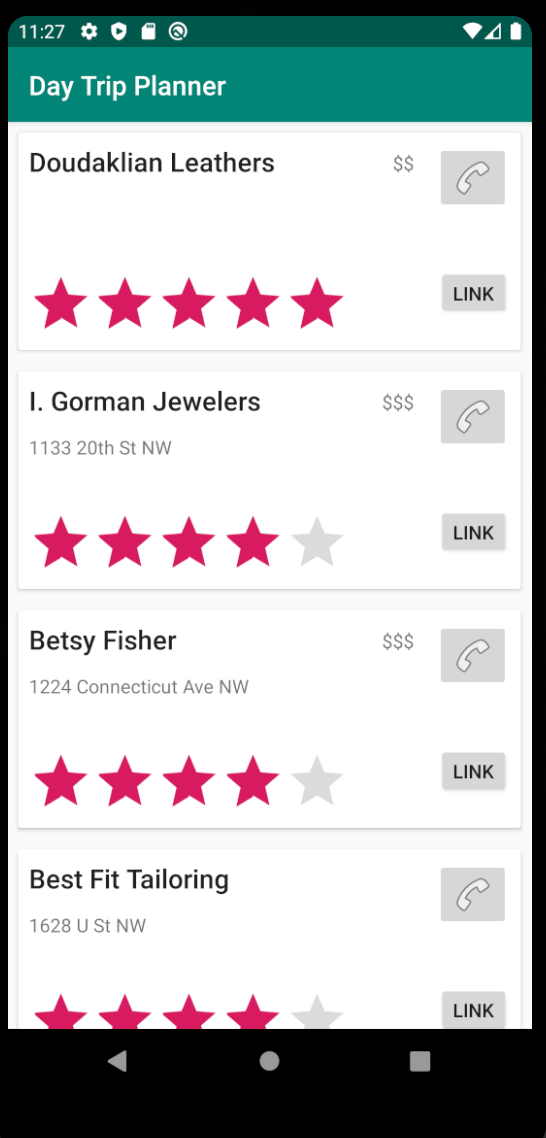 11:27
Day Trip Planner
Doudaklian Leathers $$
LINK
I. Gorman Jewelers $$$
1133 20th St NW
LINK
Betsy Fisher $$$
1224 Connecticut Ave NW
LINK
Best Fit Tailoring
1628 U St NW
LINK